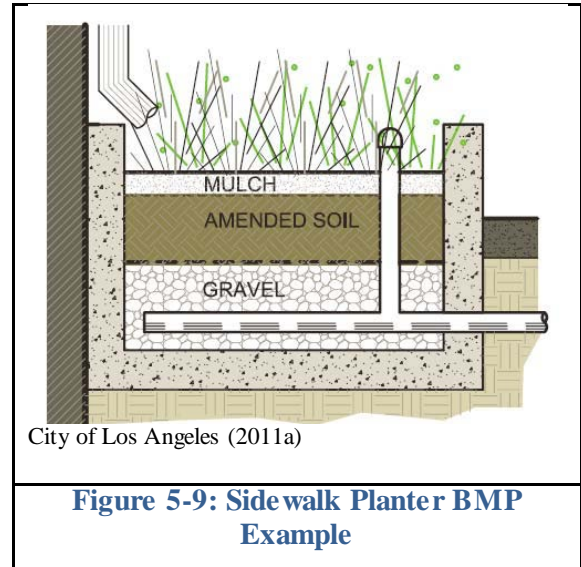 MULCH
AMENDED SOIL
GRAVEL
City of Los Angeles (2011a)
Figure 5-9: Sidewalk Planter BMP
Example